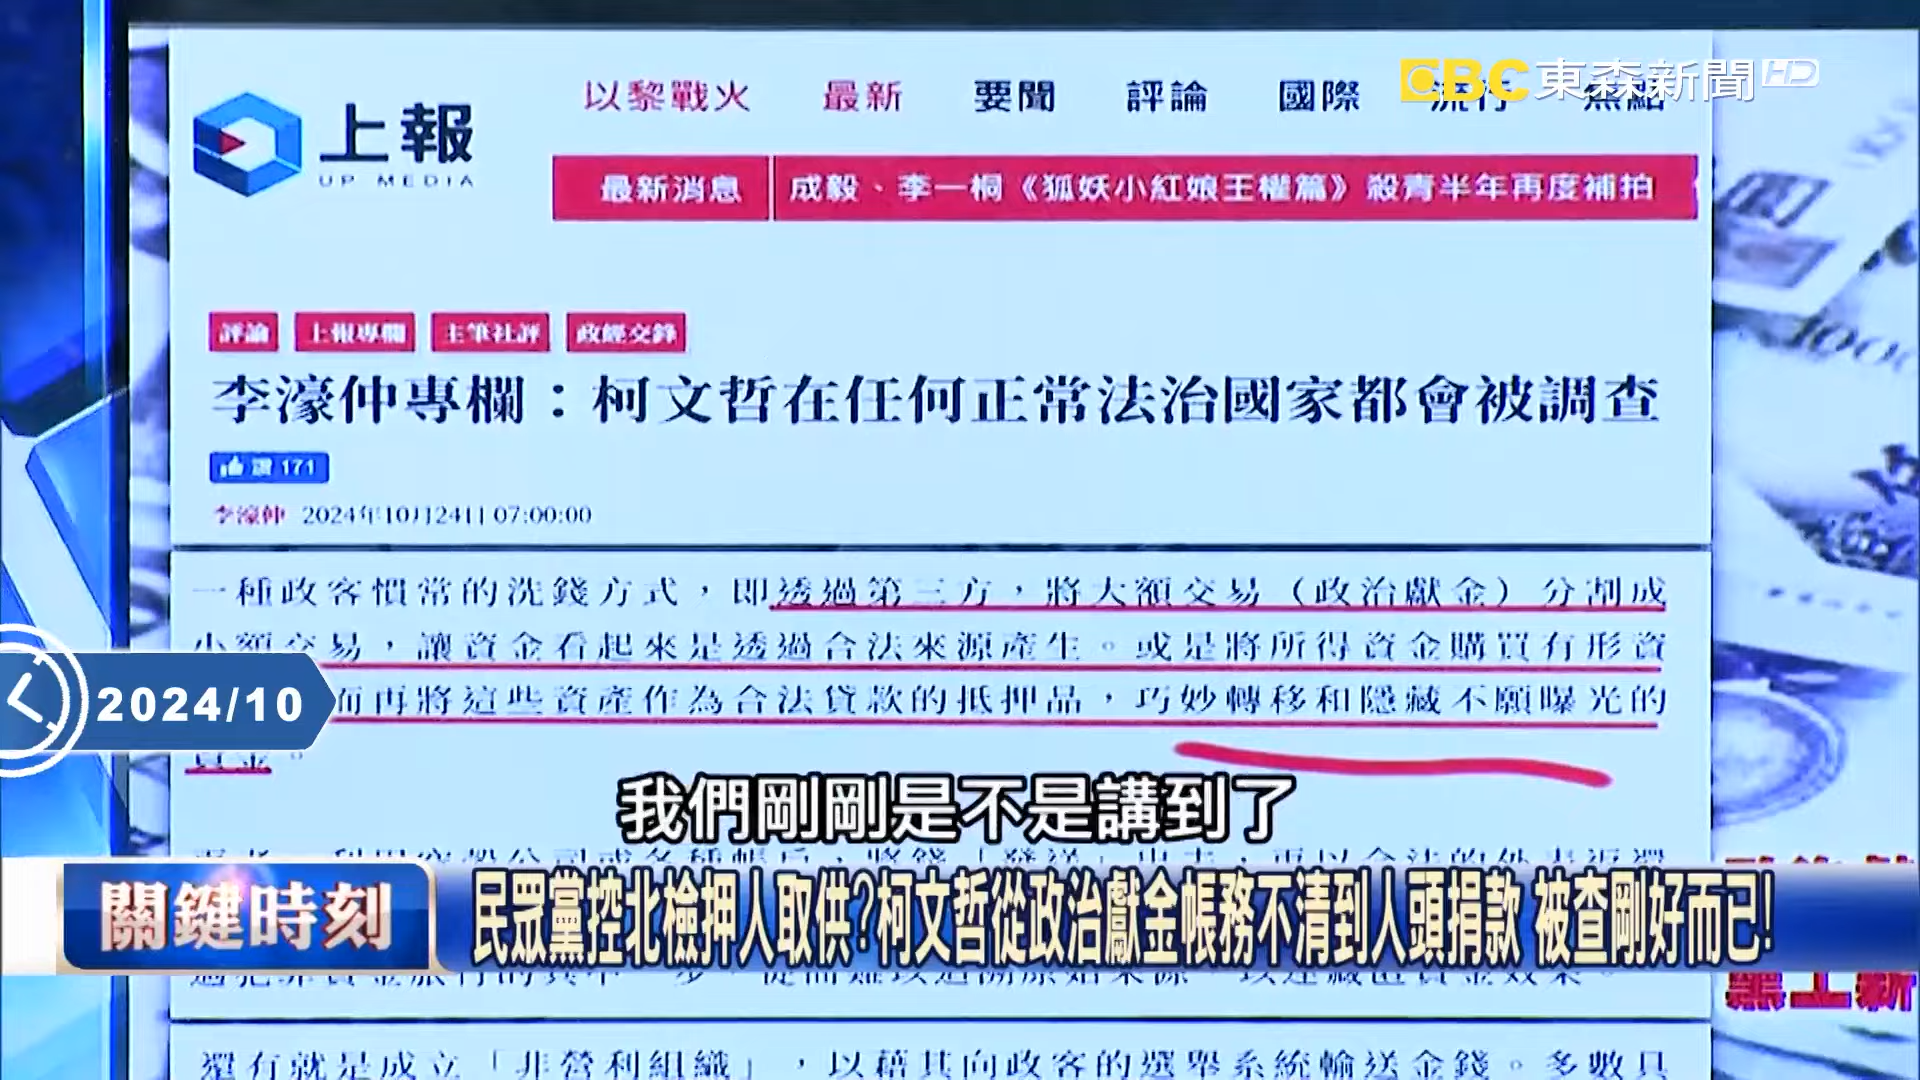 EBC 東森新聞 HD
上報
UP MEDIA
以黎戰火 最新 要聞 評論 國際 流行 焦點
最新消息 成毅、李一桐《狐妖小紅娘王權篇》殺青半年再度補拍
評論 上報專欄 主筆社評 政經交鋒
李濠仲專欄：柯文哲在任何正常法治國家都會被調查
讚 171
李濠仲 2024年10月24日 07:00:00
一種政客慣常的洗錢方式，即透過第三方，將大額交易（政治獻金）分割成
小額交易，讓資金看起來是透過合法來源產生。或是將所得資金購買有形資
而再將這些資產作為合法貸款的抵押品，巧妙轉移和隱藏不願曝光的
資金。
2024/10
我們剛剛是不是講到了
關鍵時刻
民眾黨控北檢押人取供?柯文哲從政治獻金帳務不清到人頭捐款 被查剛好而已!
還有就是成立「非營利組織」，以藉其向政客的選舉系統輸送金錢。多數具